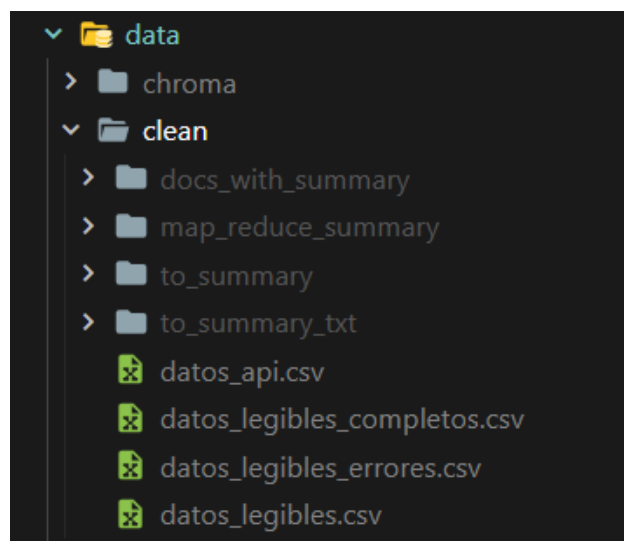 data
chroma
clean
docs_with_summary
map_reduce_summary
to_summary
to_summary_txt
datos_api.csv
datos_legibles_completos.csv
datos_legibles_errores.csv
datos_legibles.csv